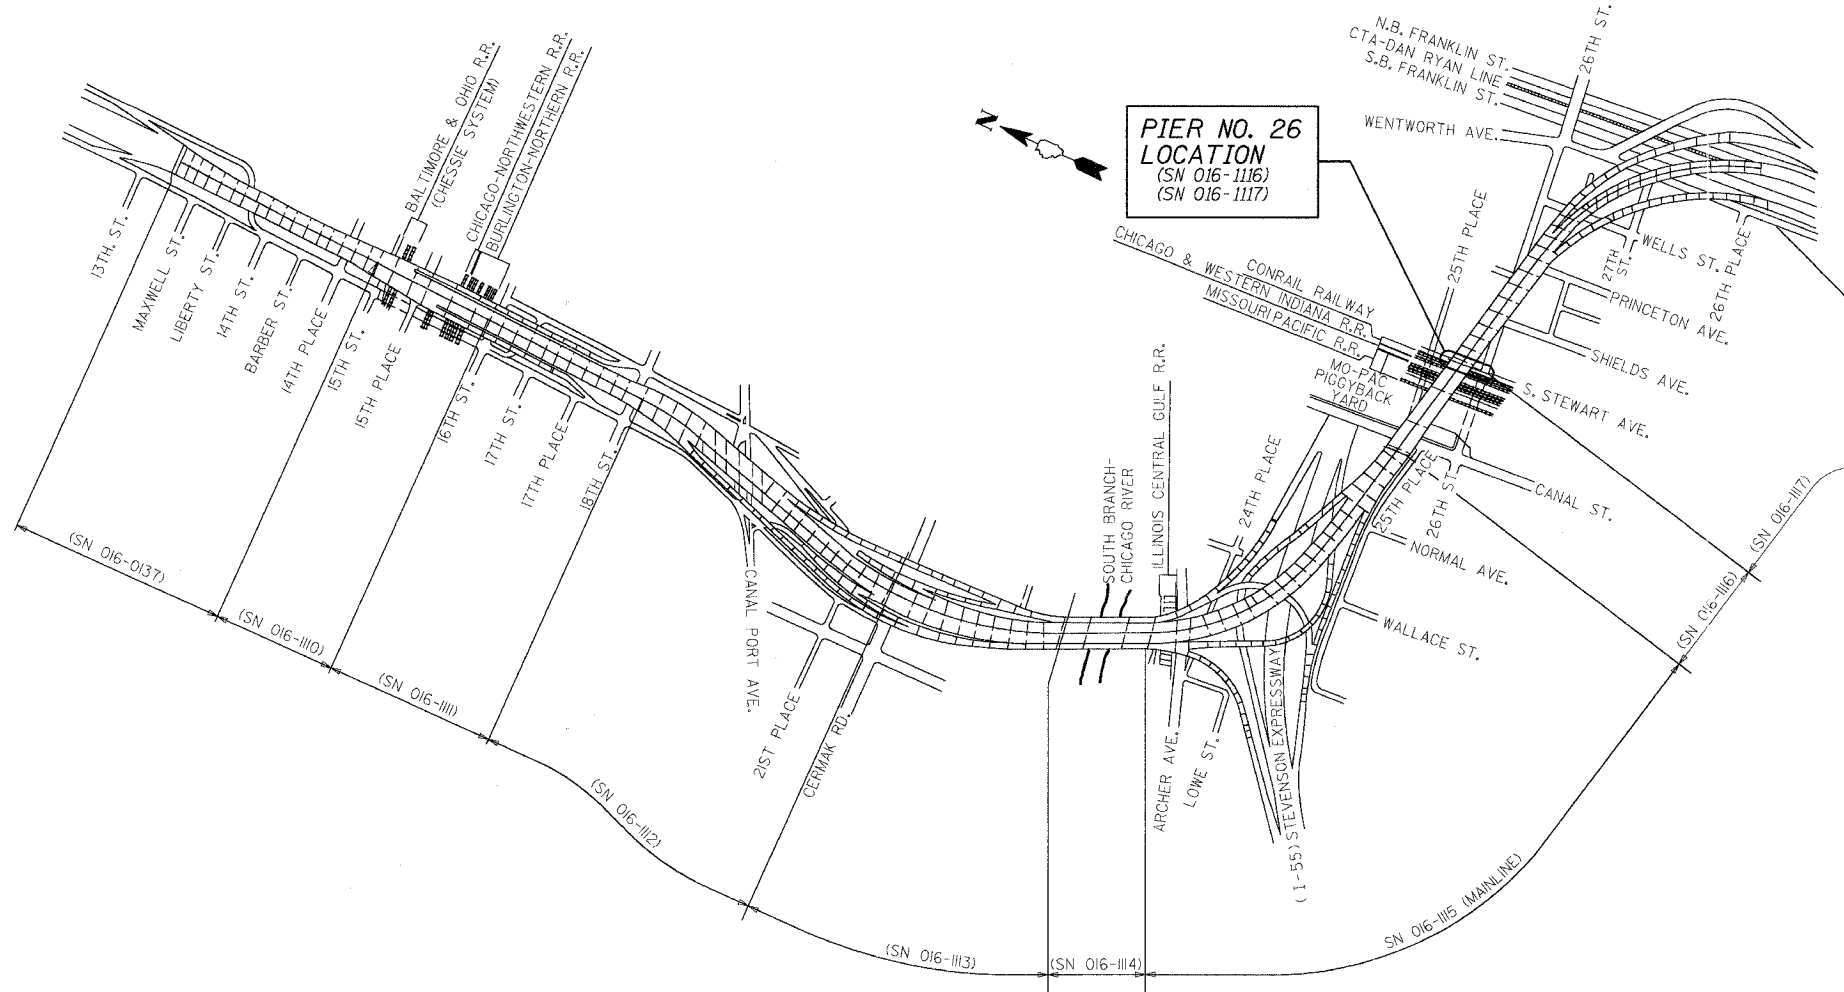 N.B. FRANKLIN ST.
CTA-DAN RYAN LINE
S.B. FRANKLIN ST.
26TH ST.
WENTWORTH AVE.
BALTIMORE & OHIO R.R.
(CHESSIE SYSTEM)
CHICAGO-NORTHWESTERN R.R.
BURLINGTON-NORTHERN R.R.
N
PIER NO. 26
LOCATION
(SN 016-1116)
(SN 016-1117)
25TH PLACE
CHICAGO &
WESTERN INDIANA R.R.
CONRAIL RAILWAY
MISSOURI PACIFIC R.R.
MO-PAC
PIGGYBACK
YARD
WELLS ST.
27TH
ST.
26TH PLACE
PRINCETON AVE.
SHIELDS AVE.
S. STEWART AVE.
13TH. ST.
MAXWELL ST.
LIBERTY ST.
14TH ST.
BARBER ST.
14TH PLACE
15TH ST.
15TH PLACE
16TH ST.
17TH ST.
17TH PLACE
18TH ST.
CANAL PORT AVE.
21ST PLACE
CERMAK RD.
SOUTH BRANCH-
CHICAGO RIVER
ILLINOIS CENTRAL GULF R.R.
24TH PLACE
25TH PLACE
26TH ST.
CANAL ST.
NORMAL AVE.
WALLACE ST.
ARCHER AVE.
LOWE ST.
(I-55) STEVENSON EXPRESSWAY
(SN 016-0137)
(SN 016-1110)
(SN 016-1111)
(SN 016-1112)
(SN 016-1113)
(SN 016-1114)
SN 016-1115 (MAINLINE)
(SN 016-1116)
(SN 016-1117)